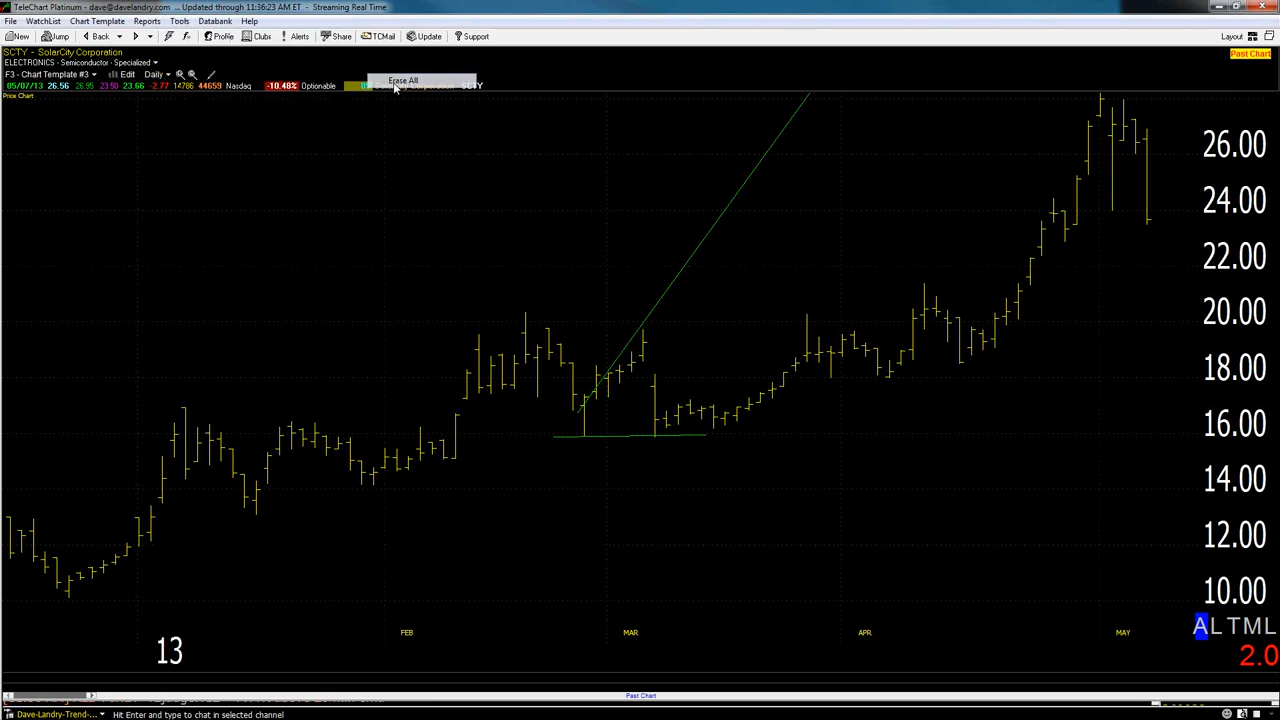 TeleChart Platinum - dave@davelandry.com ... Updated through 11:36:23 AM ET - Streaming Real Time
File WatchList Chart Template Reports Tools Databank Help
New Jump Back Profile Clubs Alerts Share TCMail Update Support Layout
SCTY - SolarCity Corporation
Past Chart
ELECTRONICS - Semiconductor - Specialized
F3 - Chart Template #3 Edit Daily
Erase All
05/07/13 26.56 26.95 23.50 23.66 -2.77 14786 44659 Nasdaq -10.48% Optionable SCTY
Price Chart
26.00
24.00
22.00
20.00
18.00
16.00
14.00
12.00
10.00
ALTML
FEB MAR APR MAY
13
2.0
Past Chart
Dave-Landry-Trend-... Hit Enter and type to chat in selected channel